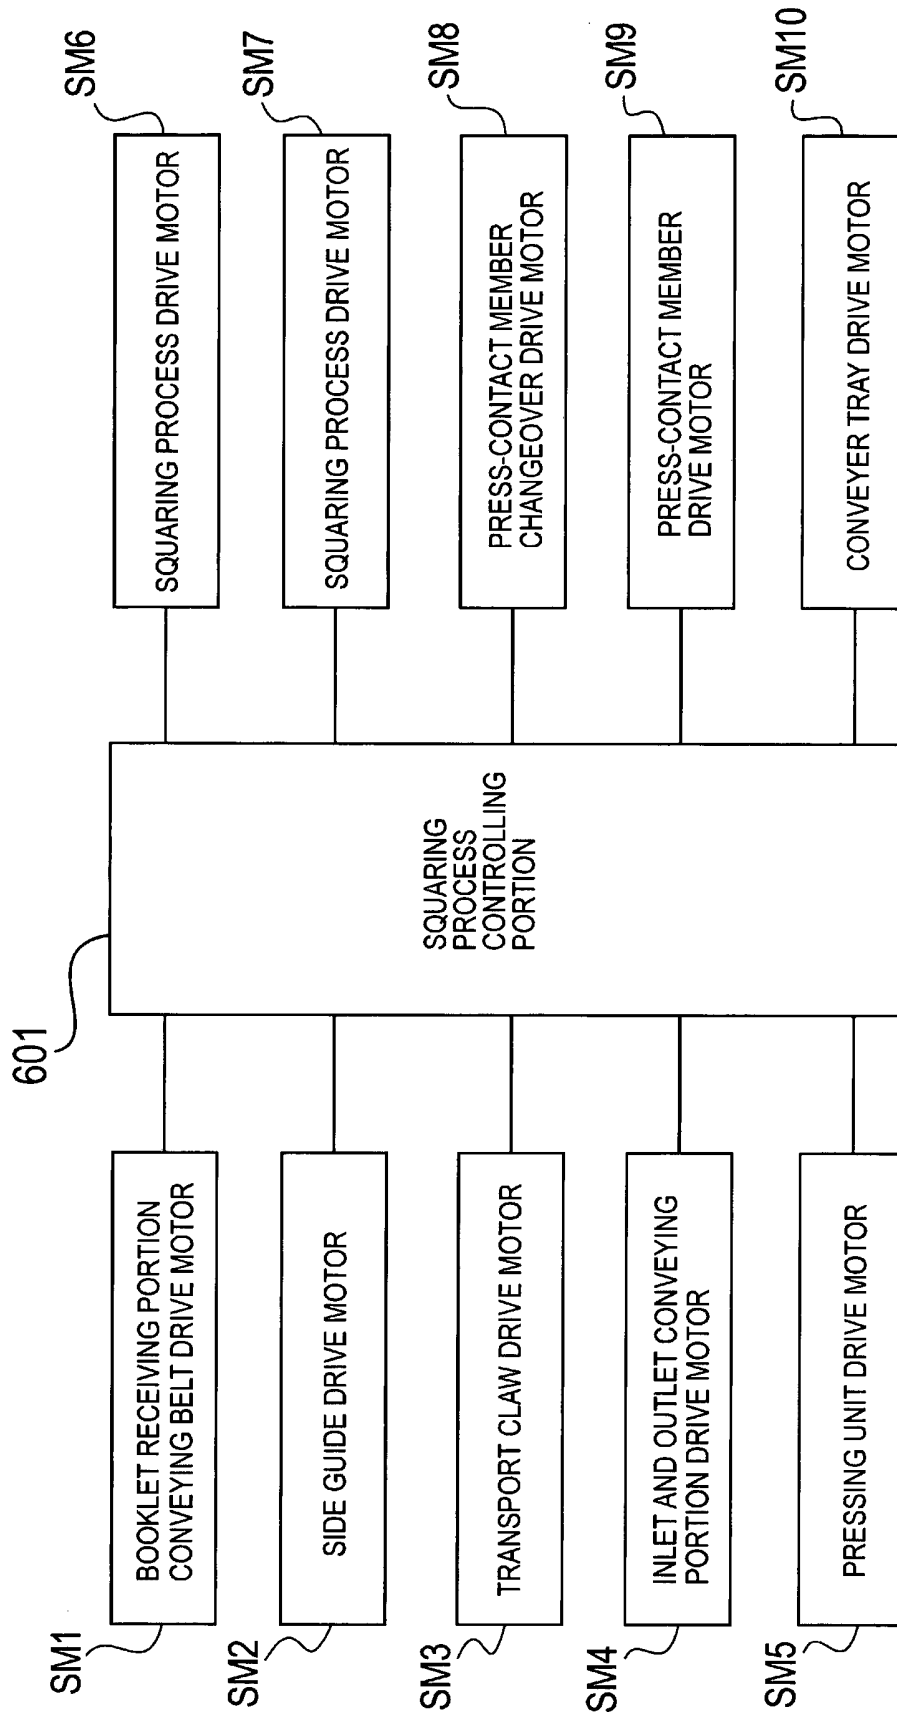 601
SQUARING
PROCESS
CONTROLLING
PORTION
SM1
BOOKLET RECEIVING PORTION
CONVEYING BELT DRIVE MOTOR
SM2
SIDE GUIDE DRIVE MOTOR
SM3
TRANSPORT CLAW DRIVE MOTOR
SM4
INLET AND OUTLET CONVEYING
PORTION DRIVE MOTOR
SM5
PRESSING UNIT DRIVE MOTOR
SM6
SQUARING PROCESS DRIVE MOTOR
SM7
SQUARING PROCESS DRIVE MOTOR
SM8
PRESS-CONTACT MEMBER
CHANGEOVER DRIVE MOTOR
SM9
PRESS-CONTACT MEMBER
DRIVE MOTOR
SM10
CONVEYER TRAY DRIVE MOTOR